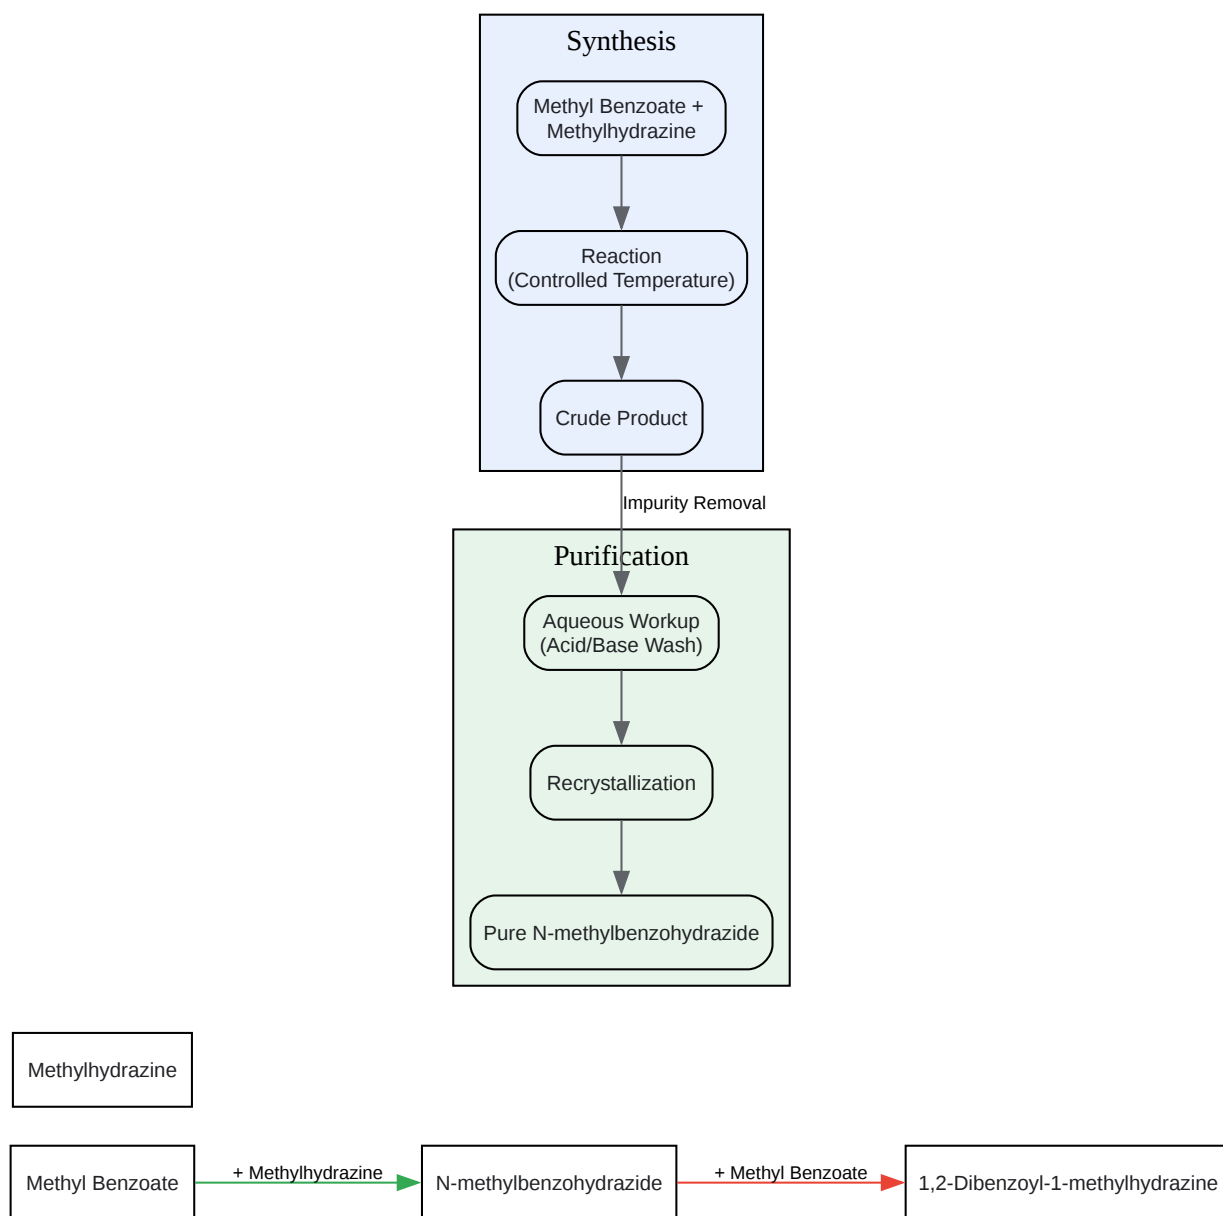 Synthesis
Methyl Benzoate +
Methylhydrazine
Reaction
(Controlled Temperature)
Crude Product
Impurity Removal
Purification
Aqueous Workup
(Acid/Base Wash)
Recrystallization
Pure N-methylbenzohydrazide
Methylhydrazine
Methyl Benzoate
+ Methylhydrazine
N-methylbenzohydrazide
+ Methyl Benzoate
1,2-Dibenzoyl-1-methylhydrazine